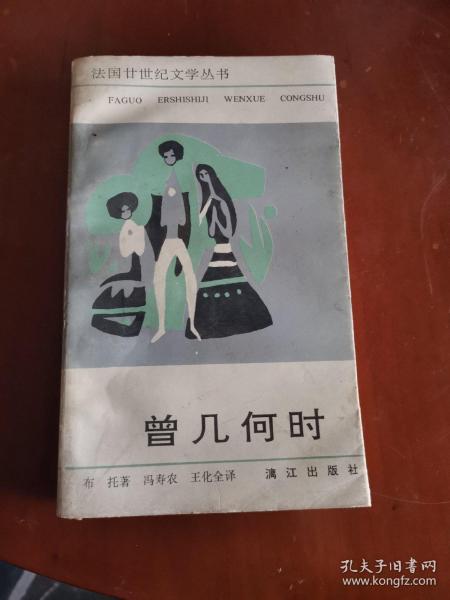 法国廿世纪文学丛书
FAGUO ERSHISHIJI WENXUE CONGSHU
曾几何时
布 托著 冯寿农 王化全译 漓江出版社
孔夫子旧书网
www.kongfz.com